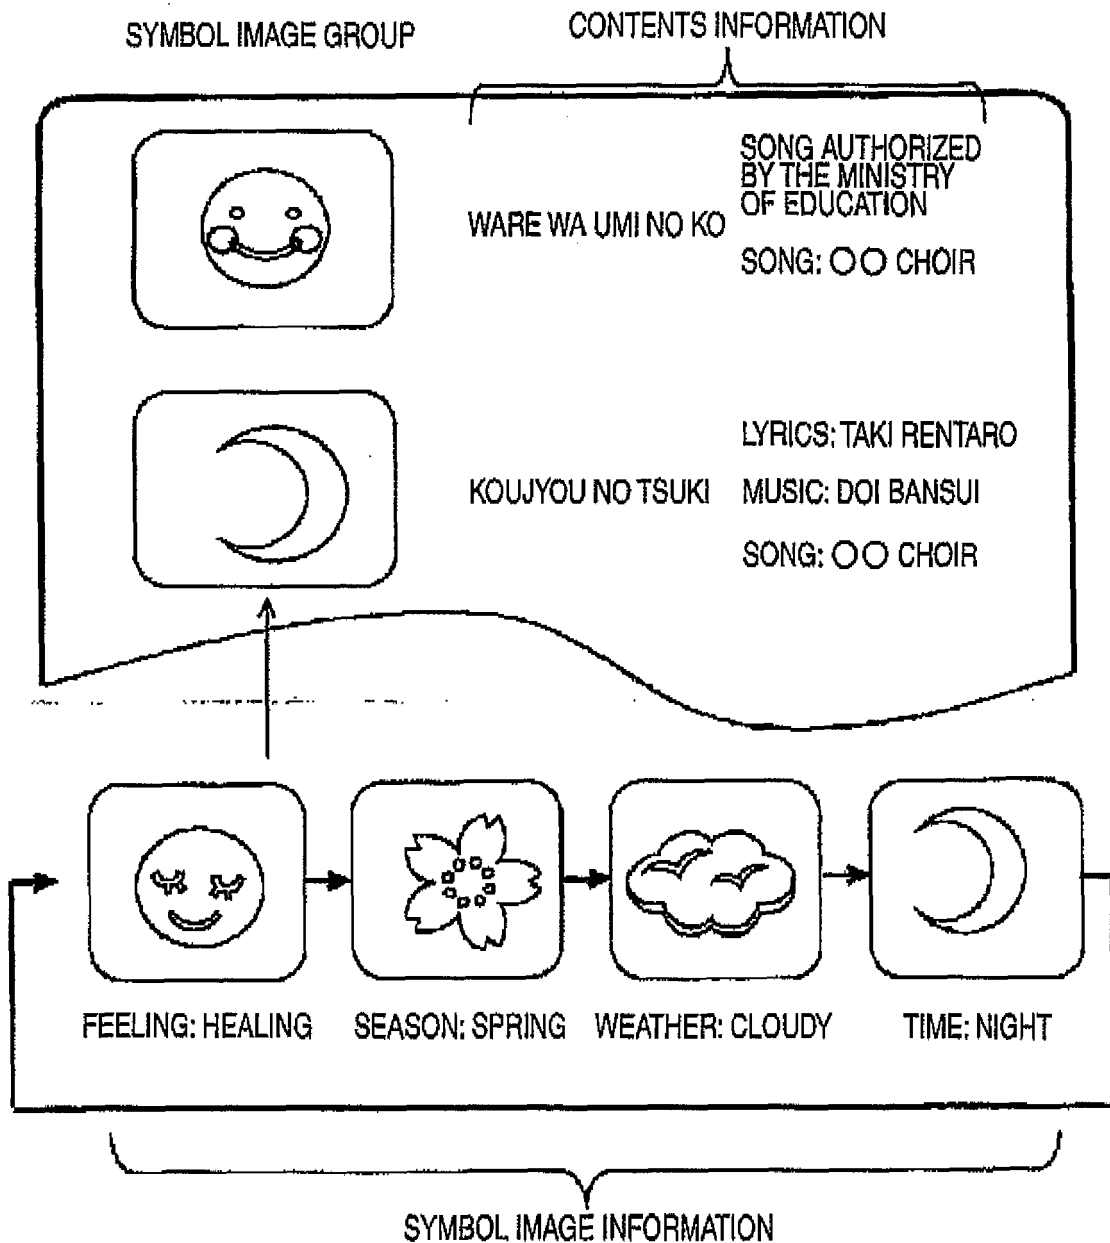 SYMBOL IMAGE GROUP
CONTENTS INFORMATION
WARE WA UMI NO KO
SONG AUTHORIZED
BY THE MINISTRY
OF EDUCATION
SONG: ○○ CHOIR
KOUJYOU NO TSUKI
LYRICS: TAKI RENTARO
MUSIC: DOI BANSUI
SONG: ○○ CHOIR
FEELING: HEALING
SEASON: SPRING
WEATHER: CLOUDY
TIME: NIGHT
SYMBOL IMAGE INFORMATION